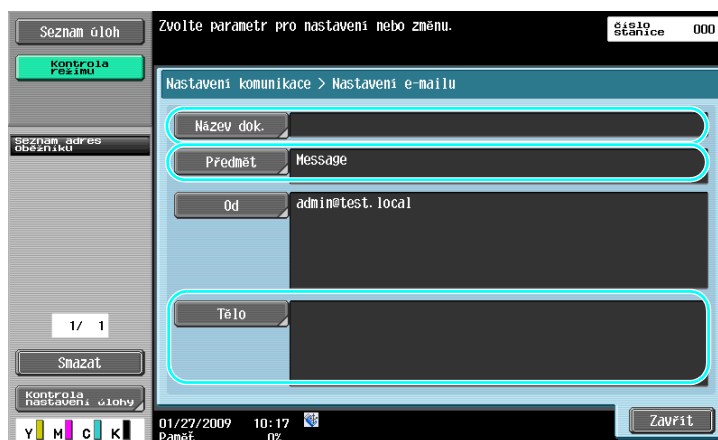 Seznam úloh
Kontrola
režimu
Seznam adres
oběžníku
1/ 1
Smazat
Kontrola
nastavení úlohy
Y M C K
Zvolte parametr pro nastavení nebo změnu.
číslo
stanice 000
Nastavení komunikace > Nastavení e-mailu
Název dok.
Předmět Message
Od admin@test.local
Tělo
01/27/2009 10:17
Paměť 0%
Zavřít